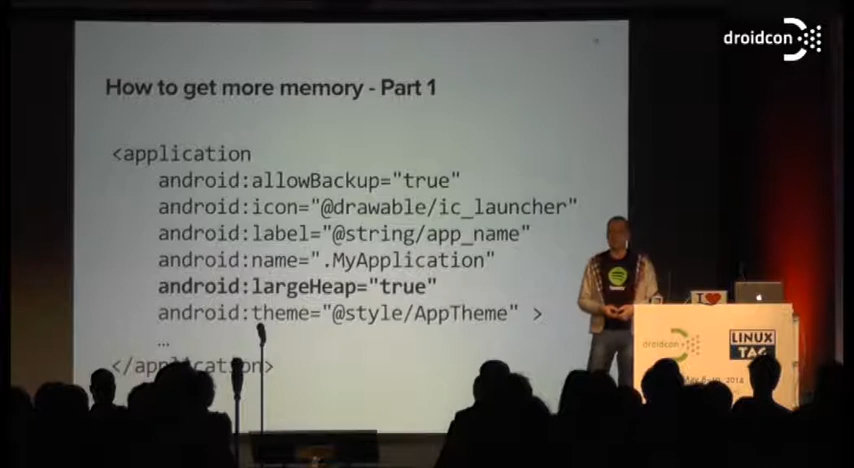 droidcon
How to get more memory - Part 1
<application
android:allowBackup="true"
android:icon="@drawable/ic_launcher"
android:label="@string/app_name"
android:name=".MyApplication"
android:largeHeap="true"
android:theme="@style/AppTheme" >
…
</application>
I
droidcon
LINUX
TAG
2014